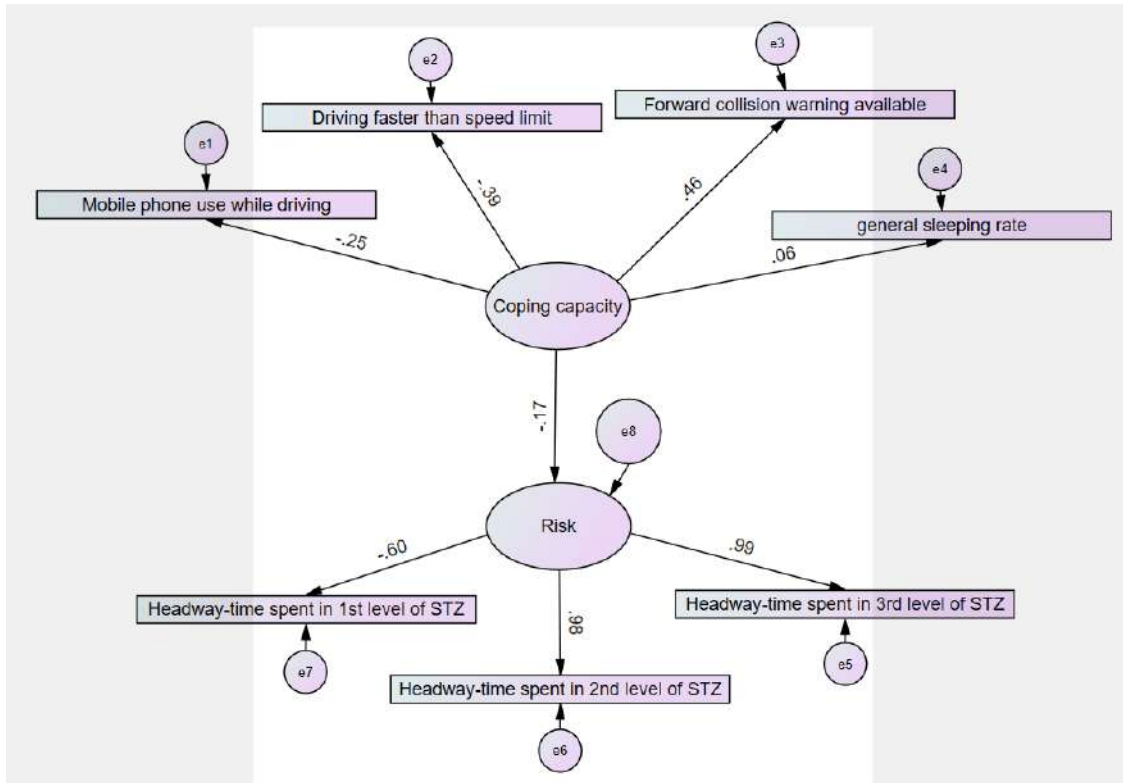 e3
e2
Forward collision warning available
Driving faster than speed limit
e1
e4
Mobile phone use while driving
general sleeping rate
-.39
.46
-.25
.06
Coping capacity
-.17
e8
Risk
-.60
.99
Headway-time spent in 1st level of STZ
Headway-time spent in 3rd level of STZ
.98
e7
e5
Headway-time spent in 2nd level of STZ
e6